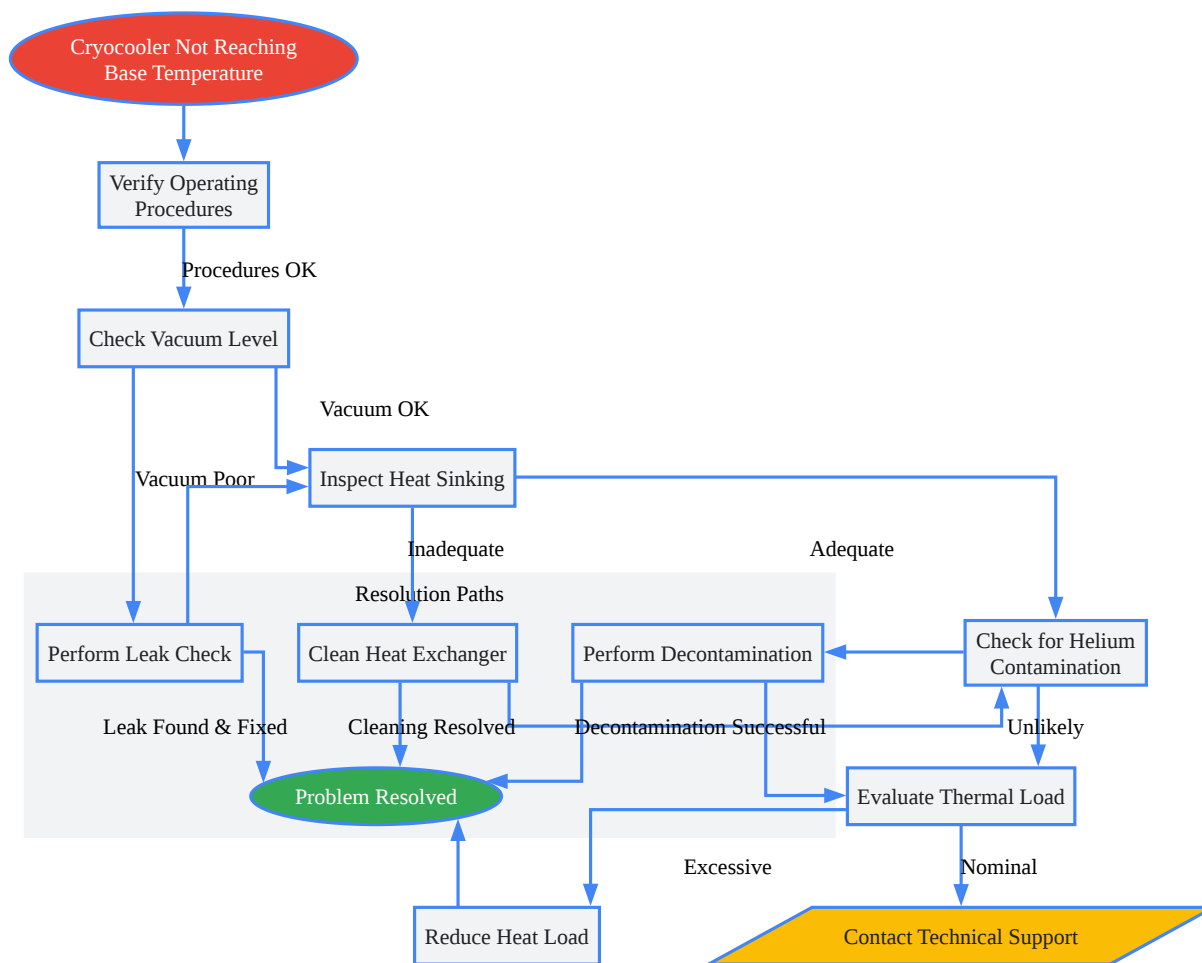 Cryocooler Not Reaching
Base Temperature
Verify Operating
Procedures
Procedures OK
Check Vacuum Level
Vacuum OK
Vacuum Poor
Inspect Heat Sinking
Inadequate
Adequate
Resolution Paths
Perform Leak Check
Clean Heat Exchanger
Perform Decontamination
Check for Helium
Contamination
Leak Found & Fixed
Cleaning Resolved
Decontamination Successful
Unlikely
Problem Resolved
Evaluate Thermal Load
Excessive
Nominal
Reduce Heat Load
Contact Technical Support